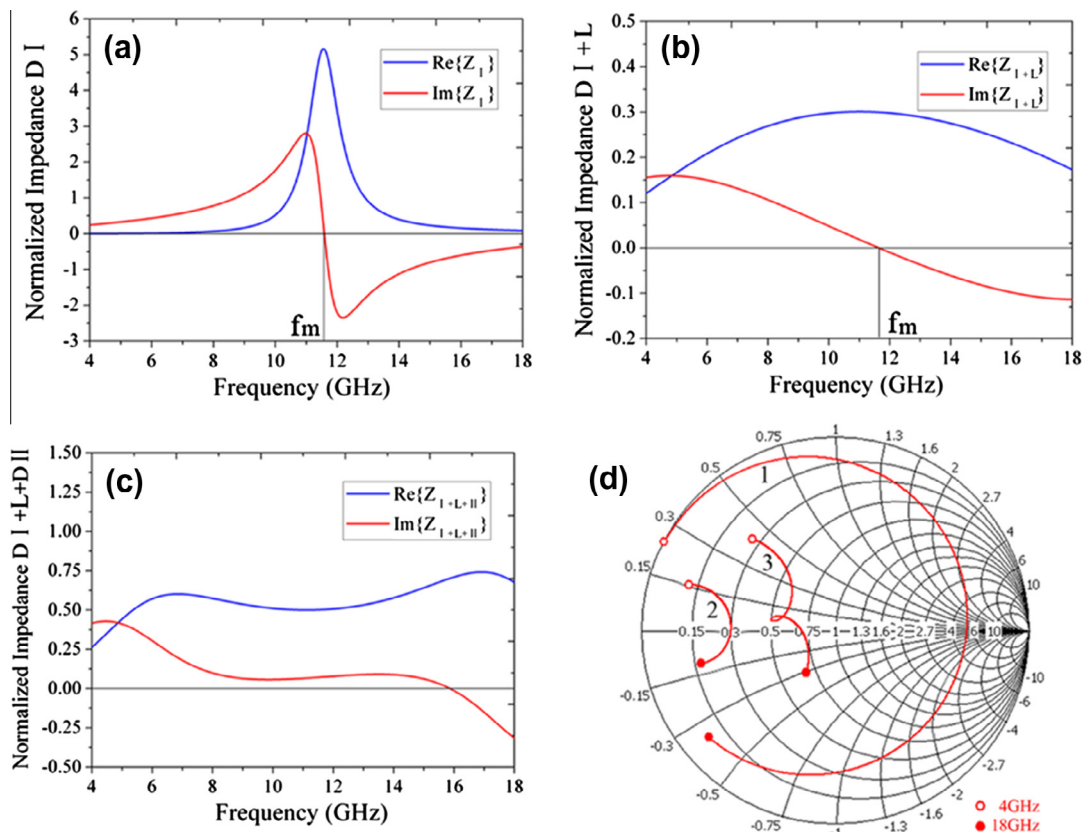 (a)
Normalized Impedance D I
6
5
4
3
2
1
0
-1
-2
-3
Re{Z I }
Im{Z I }
fm
4 6 8 10 12 14 16 18
Frequency (GHz)
(b)
Normalized Impedance D I +L
0.5
0.4
0.3
0.2
0.1
0.0
-0.1
-0.2
Re{Z I+L}
Im{Z I+L}
fm
4 6 8 10 12 14 16 18
Frequency (GHz)
(c)
Normalized Impedance D I +L+D II
1.50
1.25
1.00
0.75
0.50
0.25
0.00
-0.25
-0.50
Re{Z I+L+II}
Im{Z I+L+II}
4 6 8 10 12 14 16 18
Frequency (GHz)
(d)
1
0.75 1.3
0.5 1.6
2
0.3 2.7
4
0.15 6
10
1
2
3
0.15 0.3 0.5 0.75 1 1.3 1.6 2 2.7 4 6 10
-0.15 -10
-6
-0.3 -4
-2.7
-0.5 -2
-1.6
-0.75 -1.3
-1
4GHz
18GHz